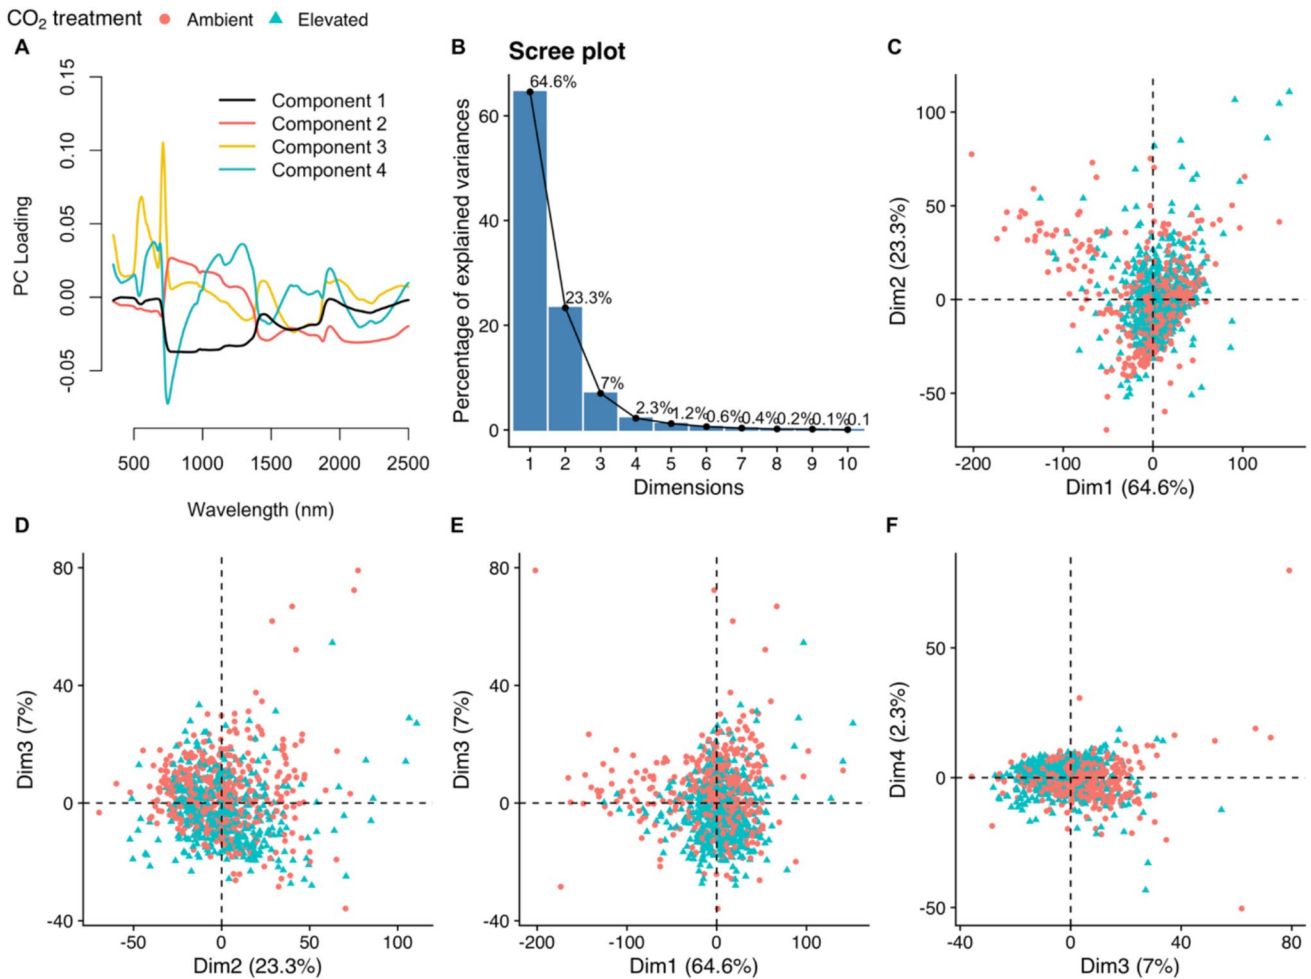 CO₂ treatment Ambient Elevated
A
PC Loading
0.15
0.10
0.05
0.00
-0.05
Component 1
Component 2
Component 3
Component 4
500 1000 1500 2000 2500
Wavelength (nm)
B
Scree plot
Percentage of explained variances
60
40
20
0
64.6%
23.3%
7%
2.3% 1.2% 0.6% 0.4% 0.2% 0.1% 0.1
1 2 3 4 5 6 7 8 9 10
Dimensions
C
Dim2 (23.3%)
100
50
0
-50
-200 -100 0 100
Dim1 (64.6%)
D
Dim3 (7%)
80
40
0
-40
-50 0 50 100
Dim2 (23.3%)
E
Dim3 (7%)
80
40
0
-40
-200 -100 0 100
Dim1 (64.6%)
F
Dim4 (2.3%)
50
0
-50
-40 0 40 80
Dim3 (7%)